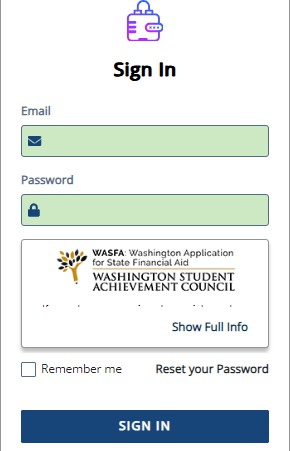 Sign In
Email
Password
WASFA: Washington Application
for State Financial Aid
WASHINGTON STUDENT
ACHIEVEMENT COUNCIL
Show Full Info
Remember me
Reset your Password
SIGN IN